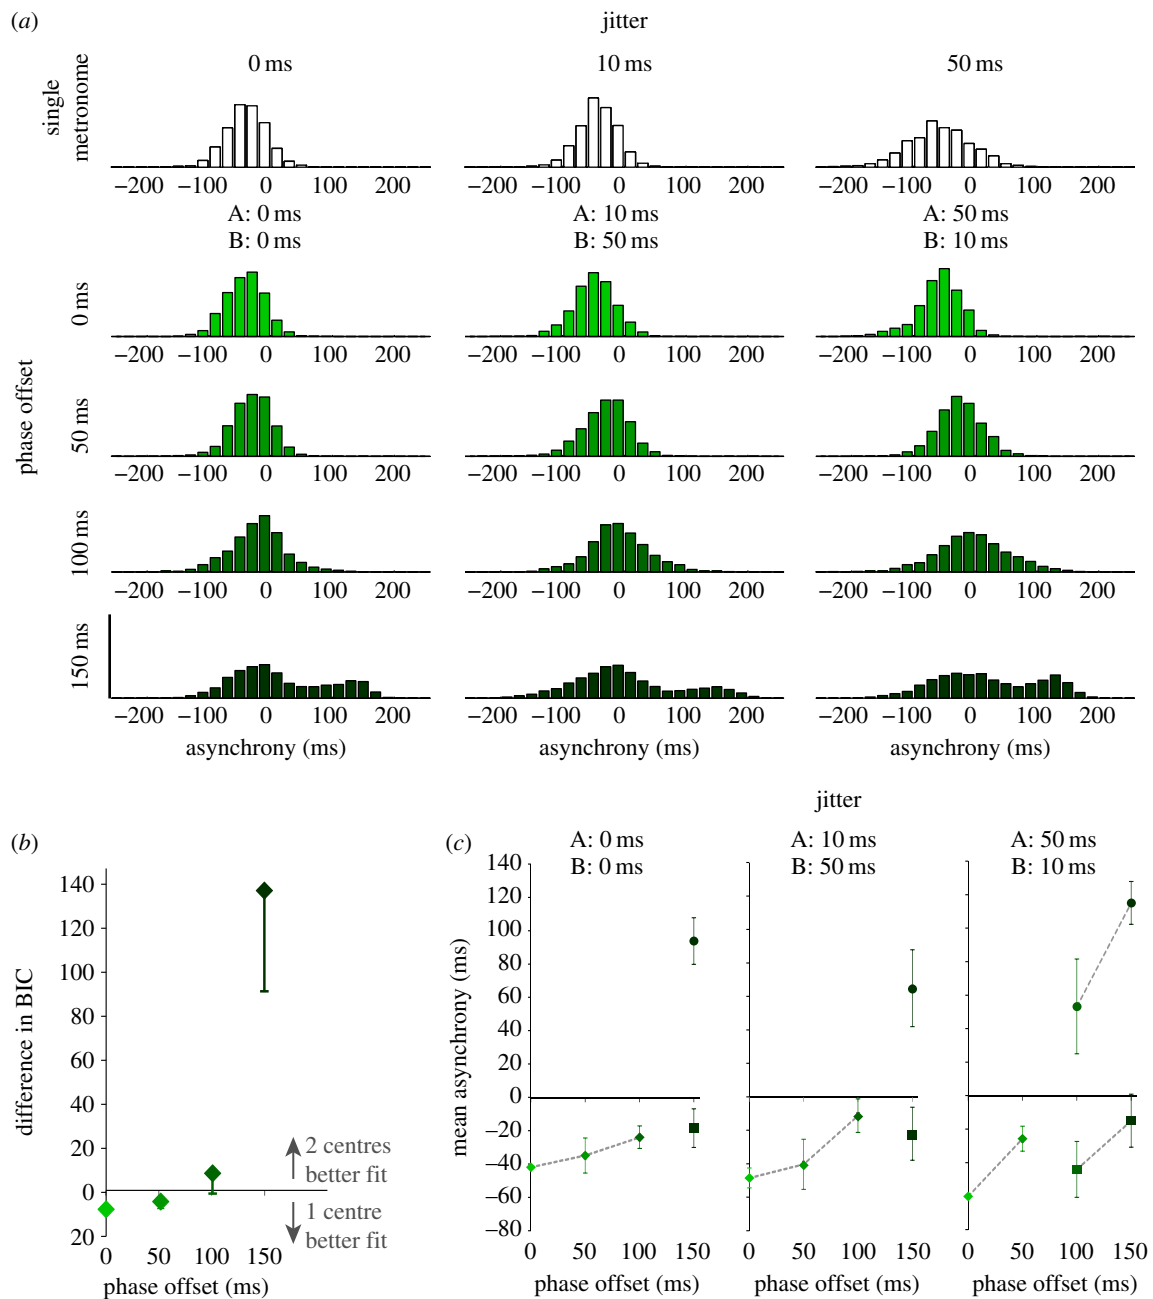 (a)
jitter
single
metronome
0 ms
10 ms
50 ms
−200 −100 0 100 200
−200 −100 0 100 200
−200 −100 0 100 200
A: 0 ms
B: 0 ms
A: 10 ms
B: 50 ms
A: 50 ms
B: 10 ms
phase offset
0 ms
−200 −100 0 100 200
−200 −100 0 100 200
−200 −100 0 100 200
50 ms
−200 −100 0 100 200
−200 −100 0 100 200
−200 −100 0 100 200
100 ms
−200 −100 0 100 200
−200 −100 0 100 200
−200 −100 0 100 200
150 ms
−200 −100 0 100 200
−200 −100 0 100 200
−200 −100 0 100 200
asynchrony (ms)
asynchrony (ms)
asynchrony (ms)
(b)
difference in BIC
140
120
100
80
60
40
20
0
20
2 centres
better fit
1 centre
better fit
0 50 100 150
phase offset (ms)
(c)
jitter
A: 0 ms
B: 0 ms
A: 10 ms
B: 50 ms
A: 50 ms
B: 10 ms
mean asynchrony (ms)
140
120
100
80
60
40
20
0
−20
−40
−60
−80
0 50 100 150
0 50 100 150
0 50 100 150
phase offset (ms)
phase offset (ms)
phase offset (ms)